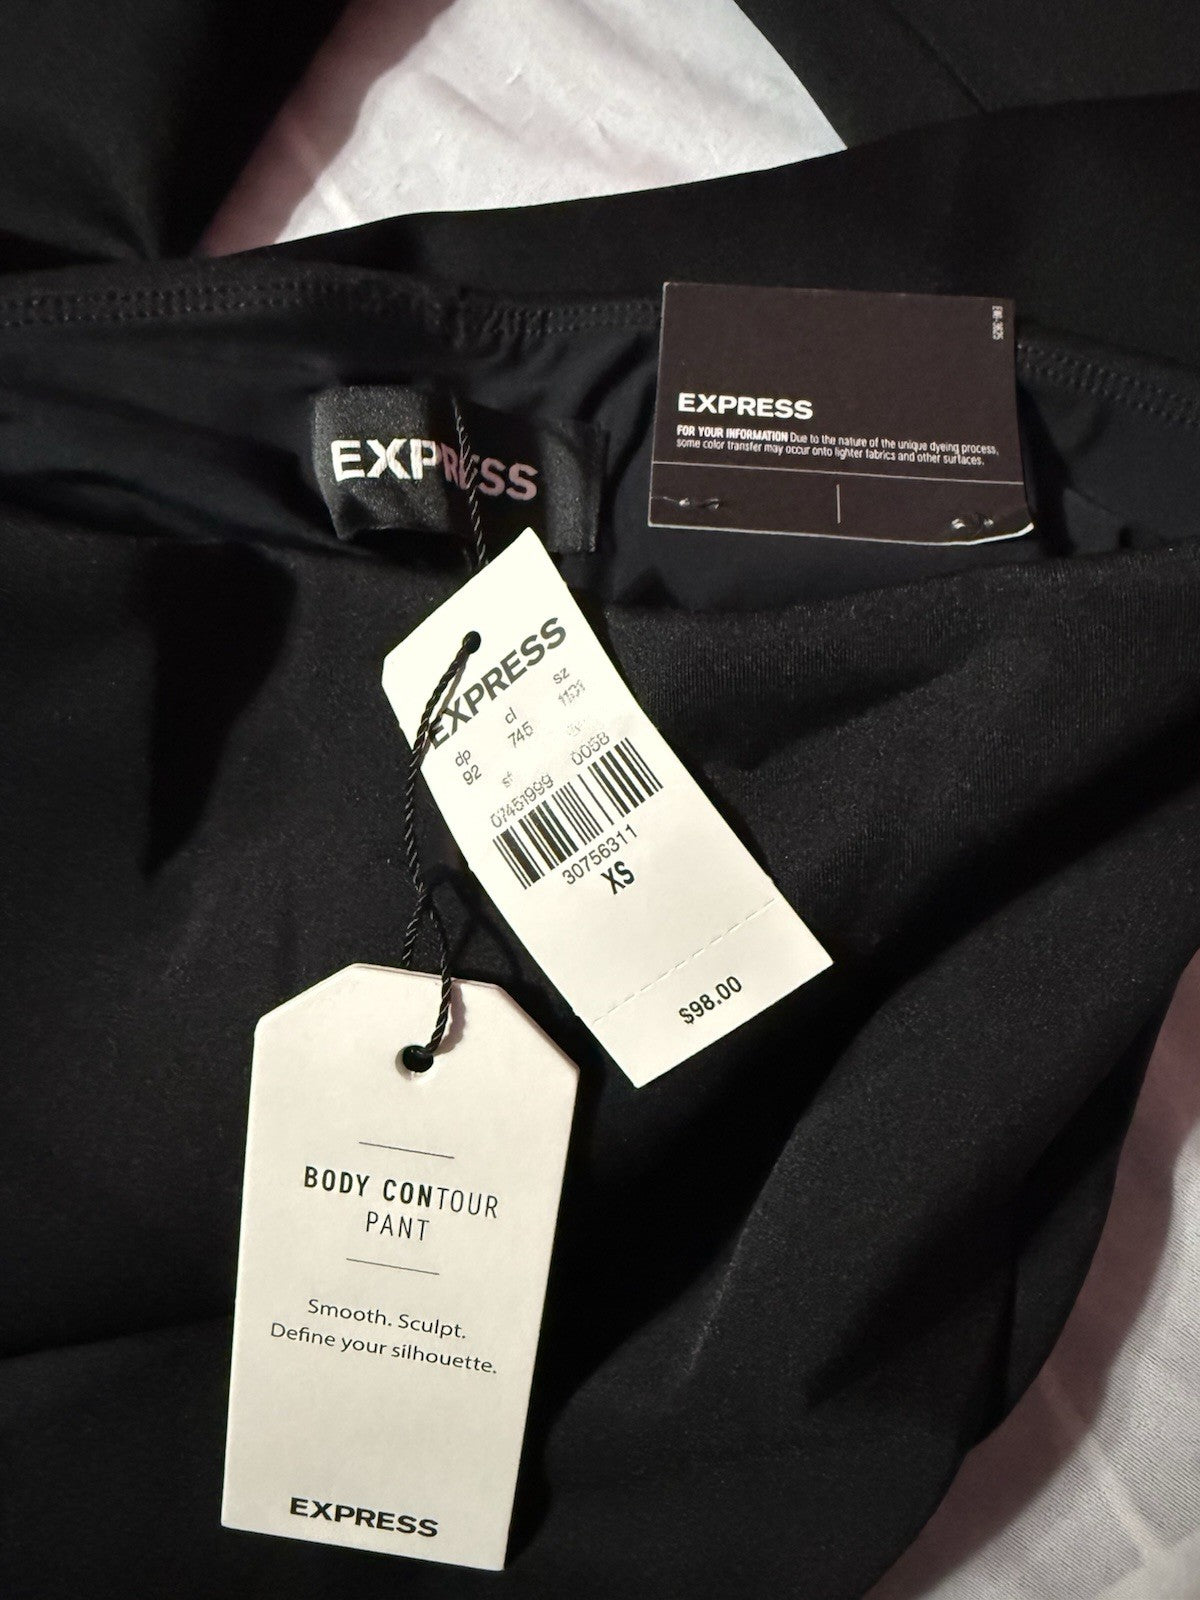 EXPRESS
FOR YOUR INFORMATION Due to the nature of the unique dyeing process,
some color transfer may occur onto lighter fabrics and other surfaces.
EXPRESS
EXPRESS
dp cl sz
92 745
st
07451999 0058
30756311
XS
$98.00
BODY CONTOUR
PANT
Smooth. Sculpt.
Define your silhouette.
EXPRESS